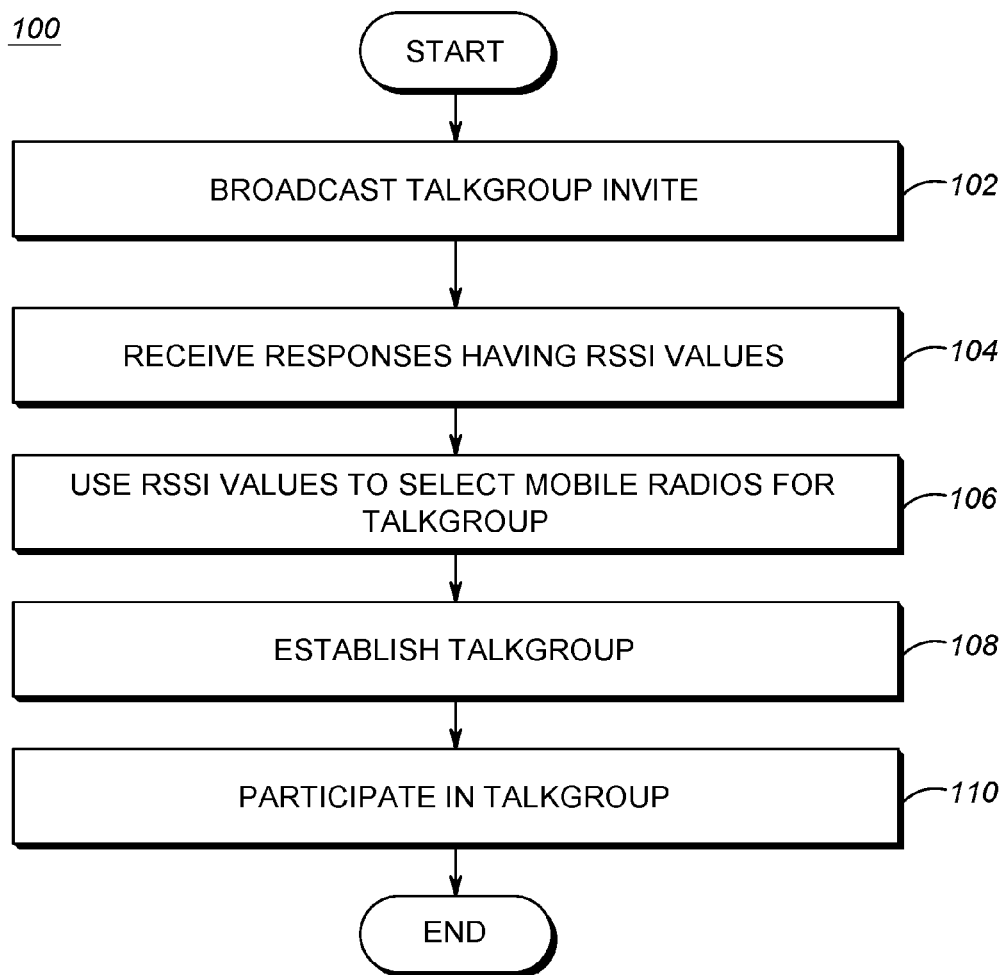 100
START
BROADCAST TALKGROUP INVITE
102
RECEIVE RESPONSES HAVING RSSI VALUES
104
USE RSSI VALUES TO SELECT MOBILE RADIOS FOR
TALKGROUP
106
ESTABLISH TALKGROUP
108
PARTICIPATE IN TALKGROUP
110
END